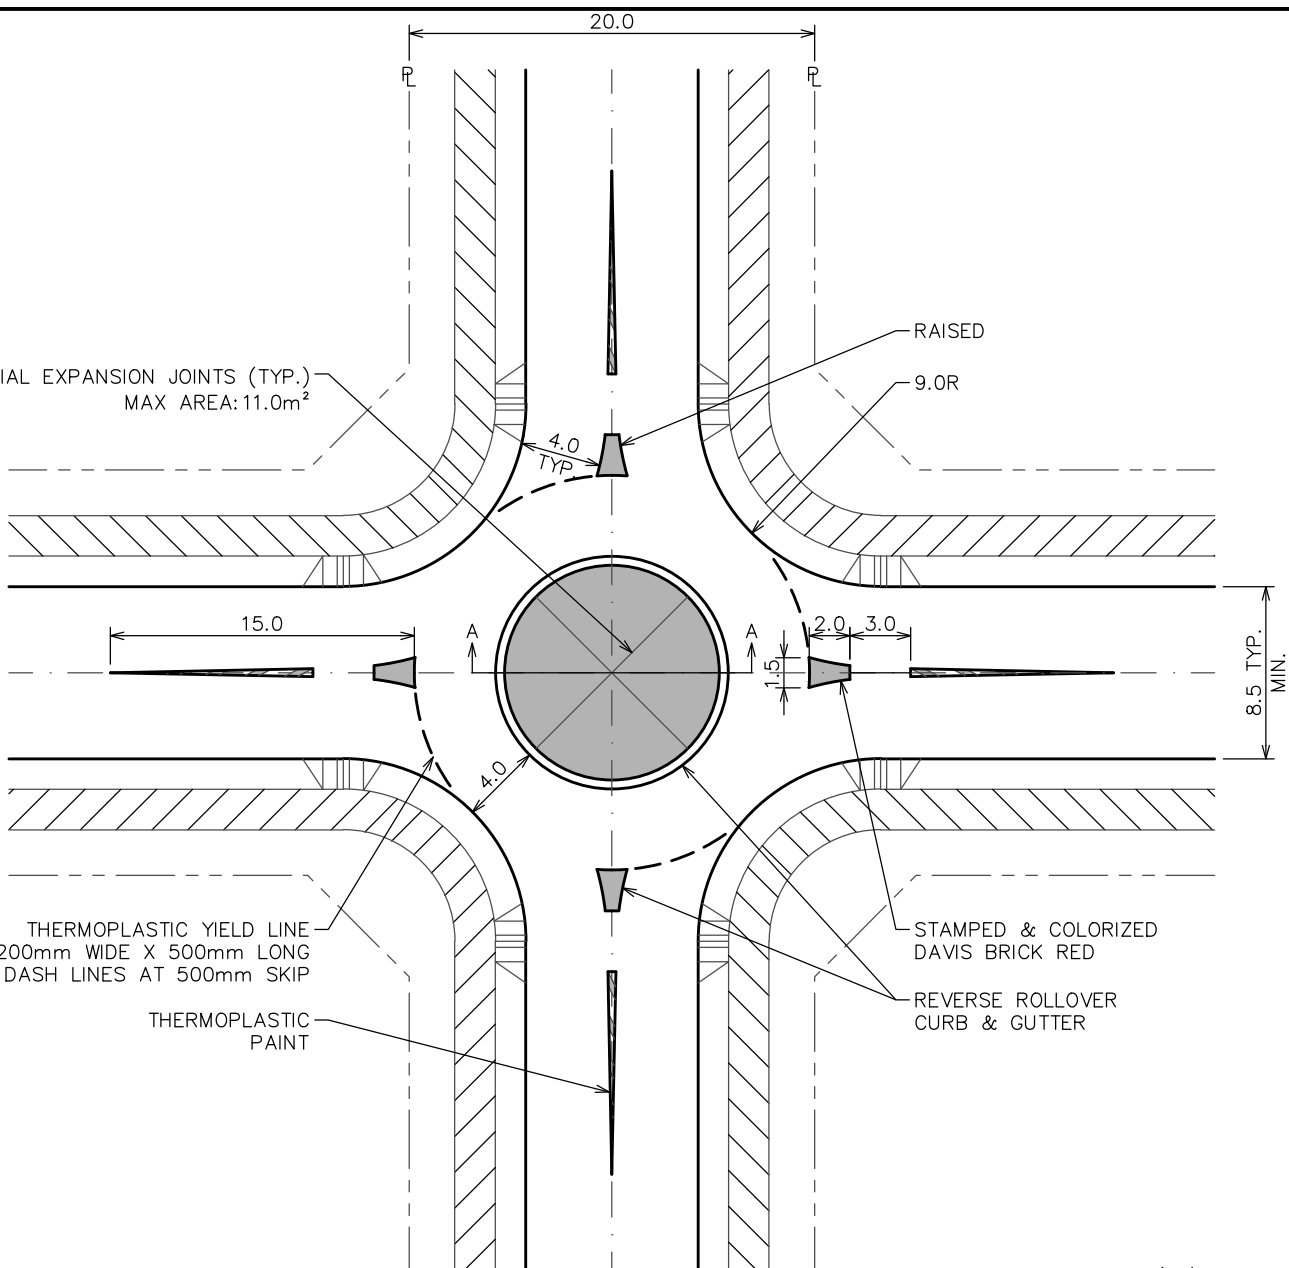 20.0
PL PL
RAISED
IAL EXPANSION JOINTS (TYP.)
MAX AREA: 11.0m²
9.0R
4.0
TYP.
15.0
A A
2.0 3.0
1.5
8.5 TYP.
MIN.
4.0
THERMOPLASTIC YIELD LINE
200mm WIDE X 500mm LONG
DASH LINES AT 500mm SKIP
STAMPED & COLORIZED
DAVIS BRICK RED
REVERSE ROLLOVER
CURB & GUTTER
THERMOPLASTIC
PAINT